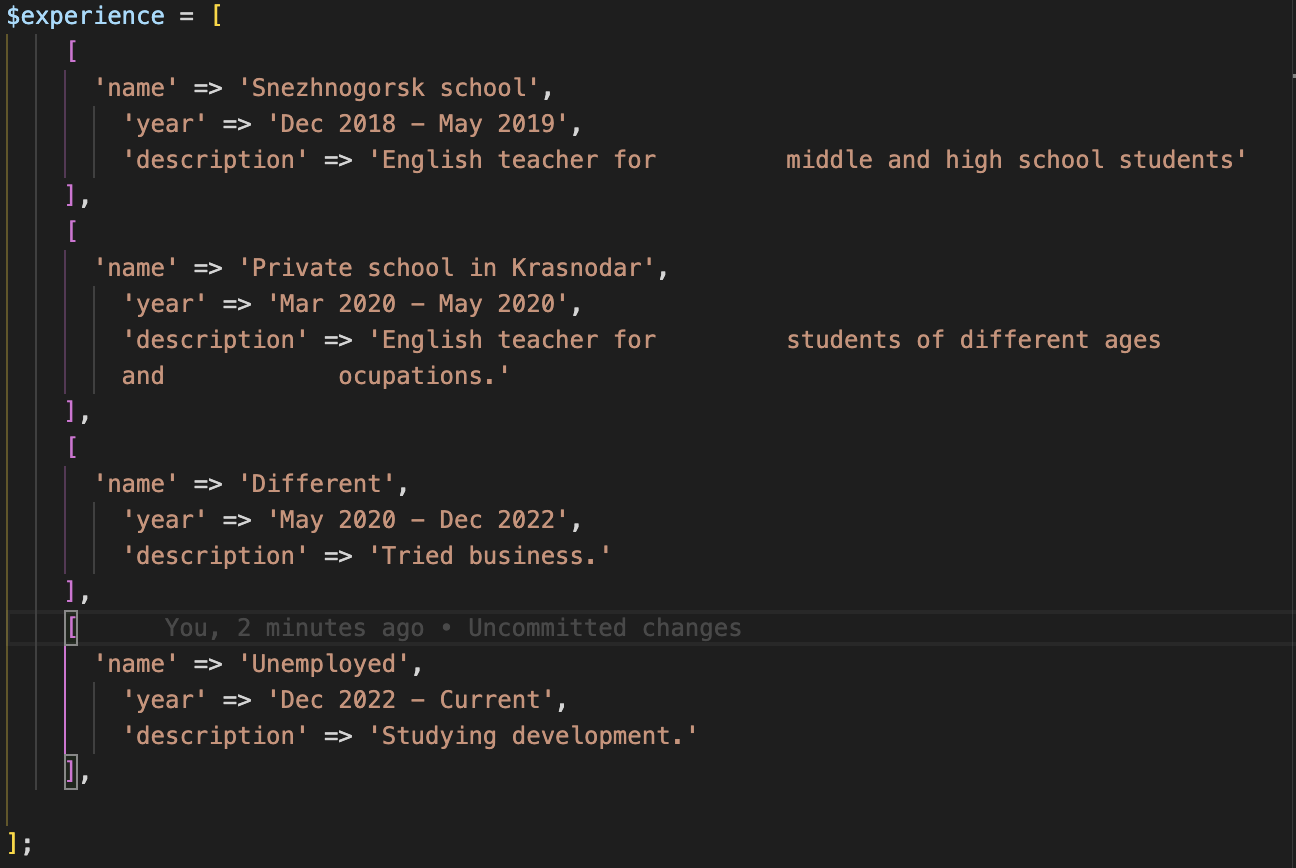 $experience = [
[
'name' => 'Snezhnogorsk school',
'year' => 'Dec 2018 – May 2019',
'description' => 'English teacher for         middle and high school students'
],
[
'name' => 'Private school in Krasnodar',
'year' => 'Mar 2020 – May 2020',
'description' => 'English teacher for         students of different ages
and            ocupations.'
],
[
'name' => 'Different',
'year' => 'May 2020 – Dec 2022',
'description' => 'Tried business.'
],
[      You, 2 minutes ago • Uncommitted changes
'name' => 'Unemployed',
'year' => 'Dec 2022 – Current',
'description' => 'Studying development.'
],
];